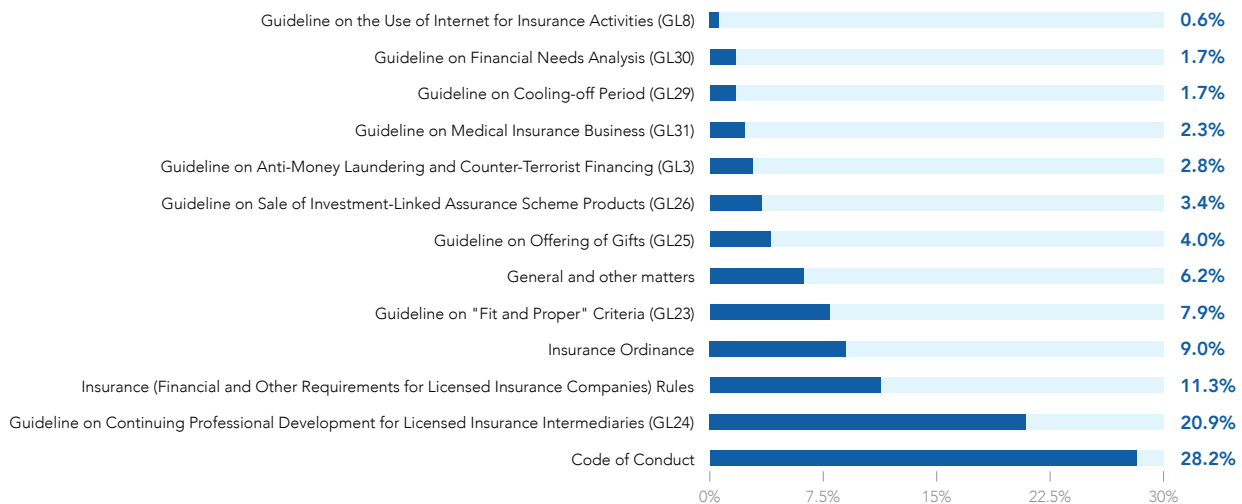 Guideline on the Use of Internet for Insurance Activities (GL8) 0.6%
Guideline on Financial Needs Analysis (GL30) 1.7%
Guideline on Cooling-off Period (GL29) 1.7%
Guideline on Medical Insurance Business (GL31) 2.3%
Guideline on Anti-Money Laundering and Counter-Terrorist Financing (GL3) 2.8%
Guideline on Sale of Investment-Linked Assurance Scheme Products (GL26) 3.4%
Guideline on Offering of Gifts (GL25) 4.0%
General and other matters 6.2%
Guideline on "Fit and Proper" Criteria (GL23) 7.9%
Insurance Ordinance 9.0%
Insurance (Financial and Other Requirements for Licensed Insurance Companies) Rules 11.3%
Guideline on Continuing Professional Development for Licensed Insurance Intermediaries (GL24) 20.9%
Code of Conduct 28.2%
0% 7.5% 15% 22.5% 30%